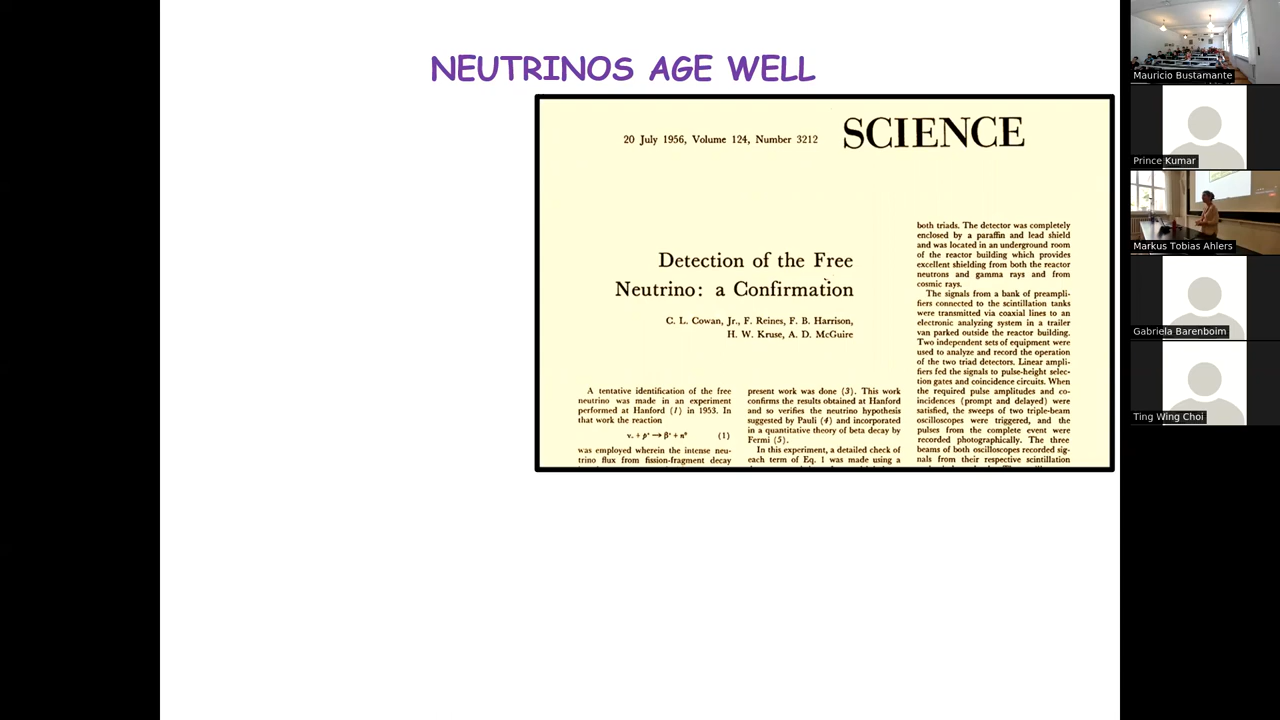 NEUTRINOS AGE WELL
20 July 1956, Volume 124, Number 3212
SCIENCE
Detection of the Free
Neutrino: a Confirmation
C. L. Cowan, Jr., F. Reines, F. B. Harrison,
H. W. Kruse, A. D. McGuire
A tentative identification of the free
neutrino was made in an experiment
performed at Hanford (1) in 1953. In
that work the reaction
ν₋ + p⁺ → β⁺ + n⁰ (1)
was employed wherein the intense neu-
trino flux from fission-fragment decay
present work was done (3). This work
confirms the results obtained at Hanford
and so verifies the neutrino hypothesis
suggested by Pauli (4) and incorporated
in a quantitative theory of beta decay by
Fermi (5).
In this experiment, a detailed check of
each term of Eq. 1 was made using a
both triads. The detector was completely
enclosed by a paraffin and lead shield
and was located in an underground room
of the reactor building which provides
excellent shielding from both the reactor
neutrons and gamma rays and from
cosmic rays.
The signals from a bank of preampli-
fiers connected to the scintillation tanks
were transmitted via coaxial lines to an
electronic analyzing system in a trailer
van parked outside the reactor building.
Two independent sets of equipment were
used to analyze and record the operation
of the two triad detectors. Linear ampli-
fiers fed the signals to pulse-height selec-
tion gates and coincidence circuits. When
the required pulse amplitudes and co-
incidences (prompt and delayed) were
satisfied, the sweeps of two triple-beam
oscilloscopes were triggered, and the
pulses from the complete event were
recorded photographically. The three
beams of both oscilloscopes recorded sig-
nals from their respective scintillation
Mauricio Bustamante
Prince Kumar
Markus Tobias Ahlers
Gabriela Barenboim
Ting Wing Choi